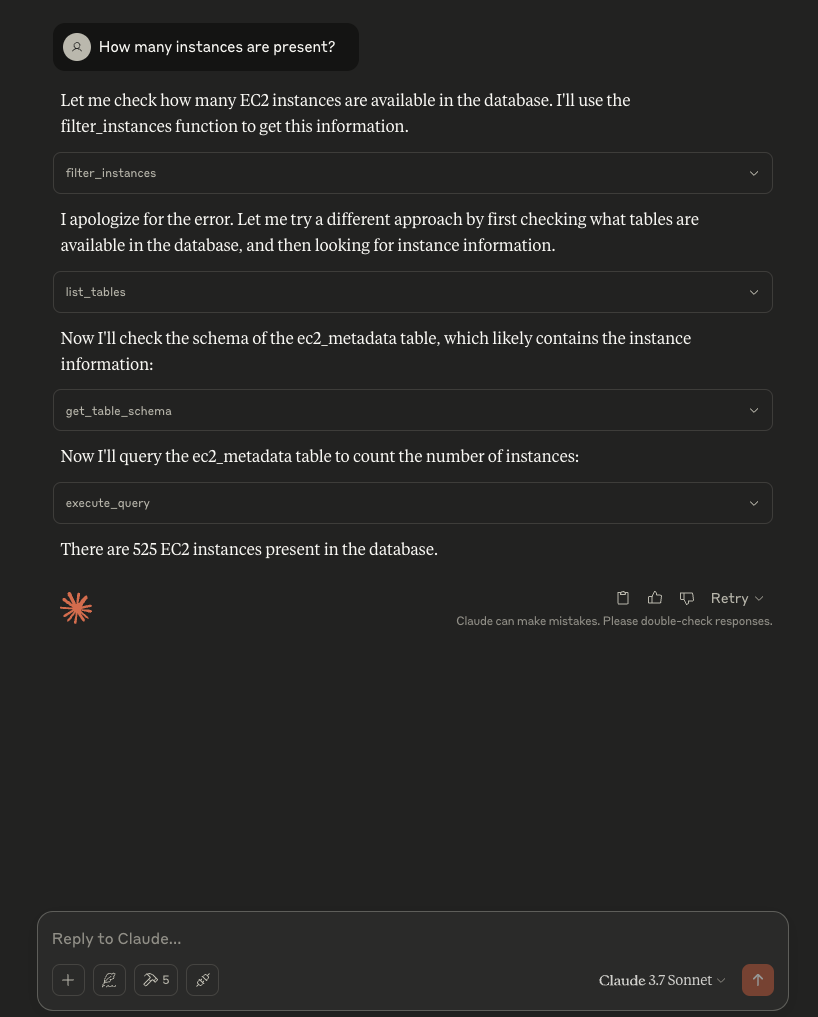 How many instances are present?
Let me check how many EC2 instances are available in the database. I'll use the
filter_instances function to get this information.
filter_instances
I apologize for the error. Let me try a different approach by first checking what tables are
available in the database, and then looking for instance information.
list_tables
Now I'll check the schema of the ec2_metadata table, which likely contains the instance
information:
get_table_schema
Now I'll query the ec2_metadata table to count the number of instances:
execute_query
There are 525 EC2 instances present in the database.
Retry
Claude can make mistakes. Please double-check responses.
Reply to Claude...
5
Claude 3.7 Sonnet